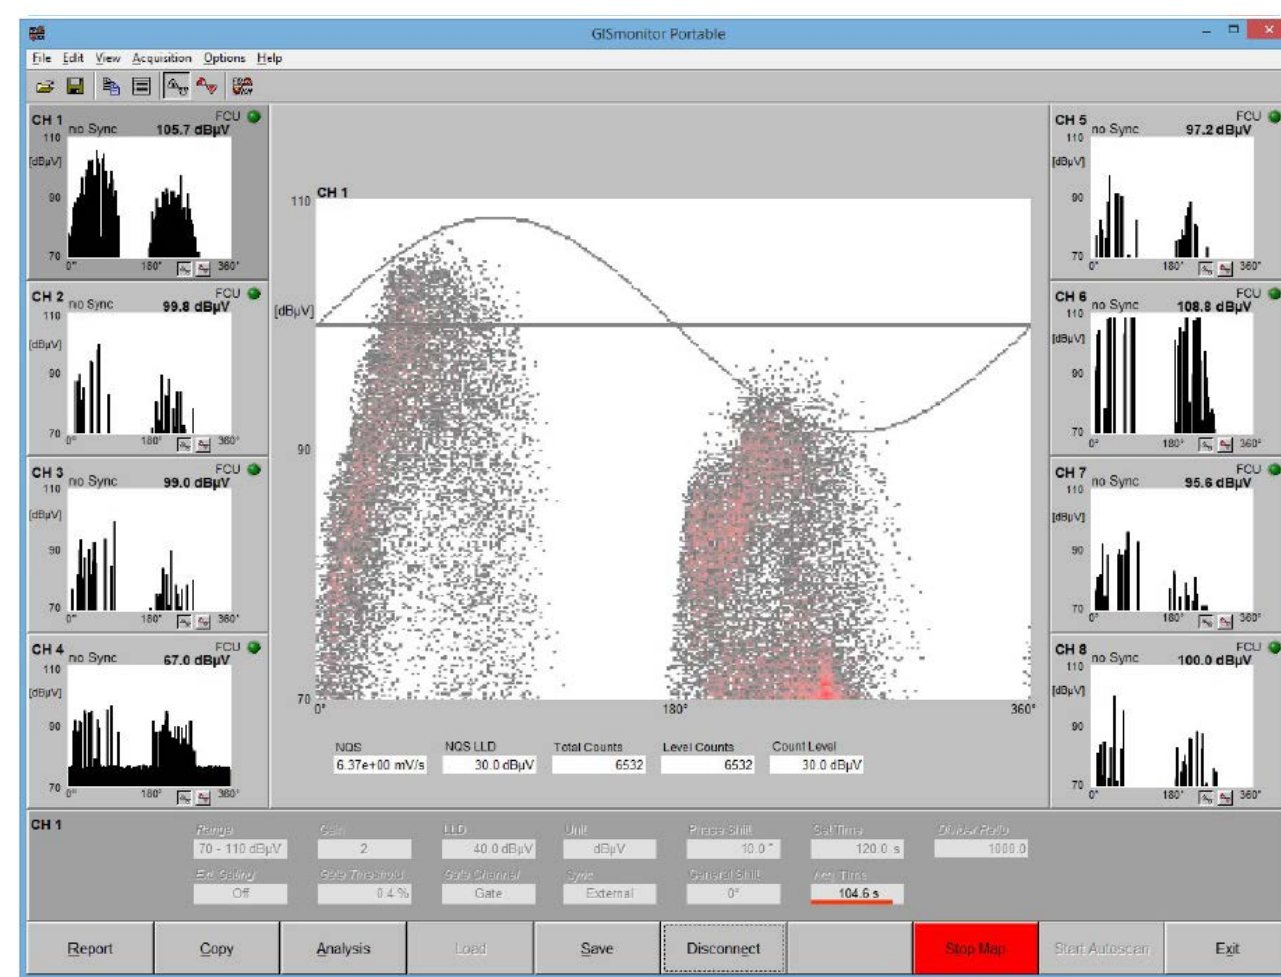 GISmonitor Portable
File Edit View Acquisition Options Help
CH 1 no Sync FCU 105.7 dBµV
110
[dBµV]
90
70
0° 180° 360°
CH 2 no Sync FCU 99.8 dBµV
110
[dBµV]
90
70
0° 180° 360°
CH 3 no Sync FCU 99.0 dBµV
110
[dBµV]
90
70
0° 180° 360°
CH 4 no Sync FCU 67.0 dBµV
110
[dBµV]
90
70
0° 180° 360°
CH 1
110
[dBµV]
90
70
0° 180° 360°
NQS NQS LLD Total Counts Level Counts Count Level
6.37e+00 mV/s 30.0 dBµV 6532 6532 30.0 dBµV
CH 5 no Sync FCU 97.2 dBµV
110
[dBµV]
90
70
0° 180° 360°
CH 6 no Sync FCU 108.8 dBµV
110
[dBµV]
90
70
0° 180° 360°
CH 7 no Sync FCU 95.6 dBµV
110
[dBµV]
90
70
0° 180° 360°
CH 8 no Sync FCU 100.0 dBµV
110
[dBµV]
90
70
0° 180° 360°
CH 1
Range Gain LLD Unit Phase Shift Set Time Divider Ratio
70 - 110 dBµV 2 40.0 dBµV dBµV 10.0 ° 120.0 s 1000.0
Ext. Gating Gate Threshold Gate Channel Sync General Shift Acq. Time
Off 0.4 % Gate External 0° 104.6 s
Report Copy Analysis Load Save Disconnect Stop Map Start Autoscan Exit